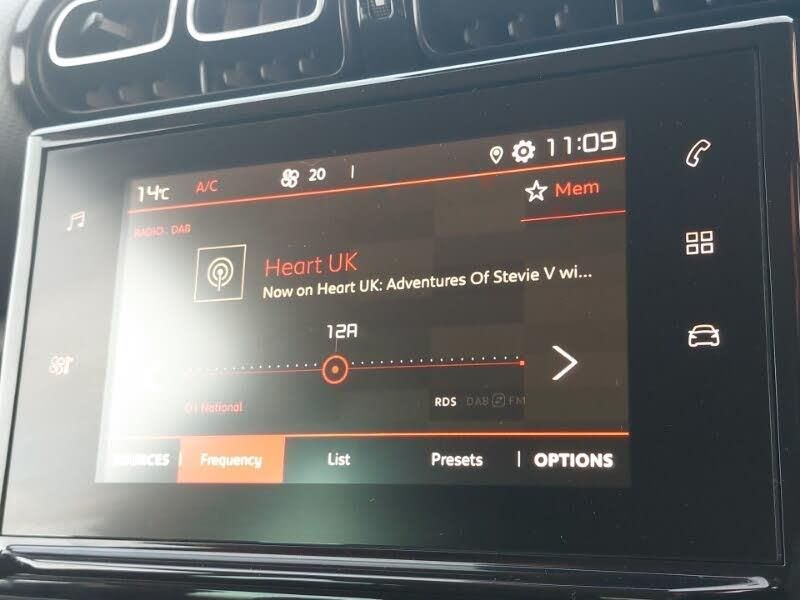 14°C A/C 20 11:09
Mem
RADIO . DAB
Heart UK
Now on Heart UK: Adventures Of Stevie V wi...
12A
D1 National
RDS DAB FM
SOURCES Frequency List Presets OPTIONS